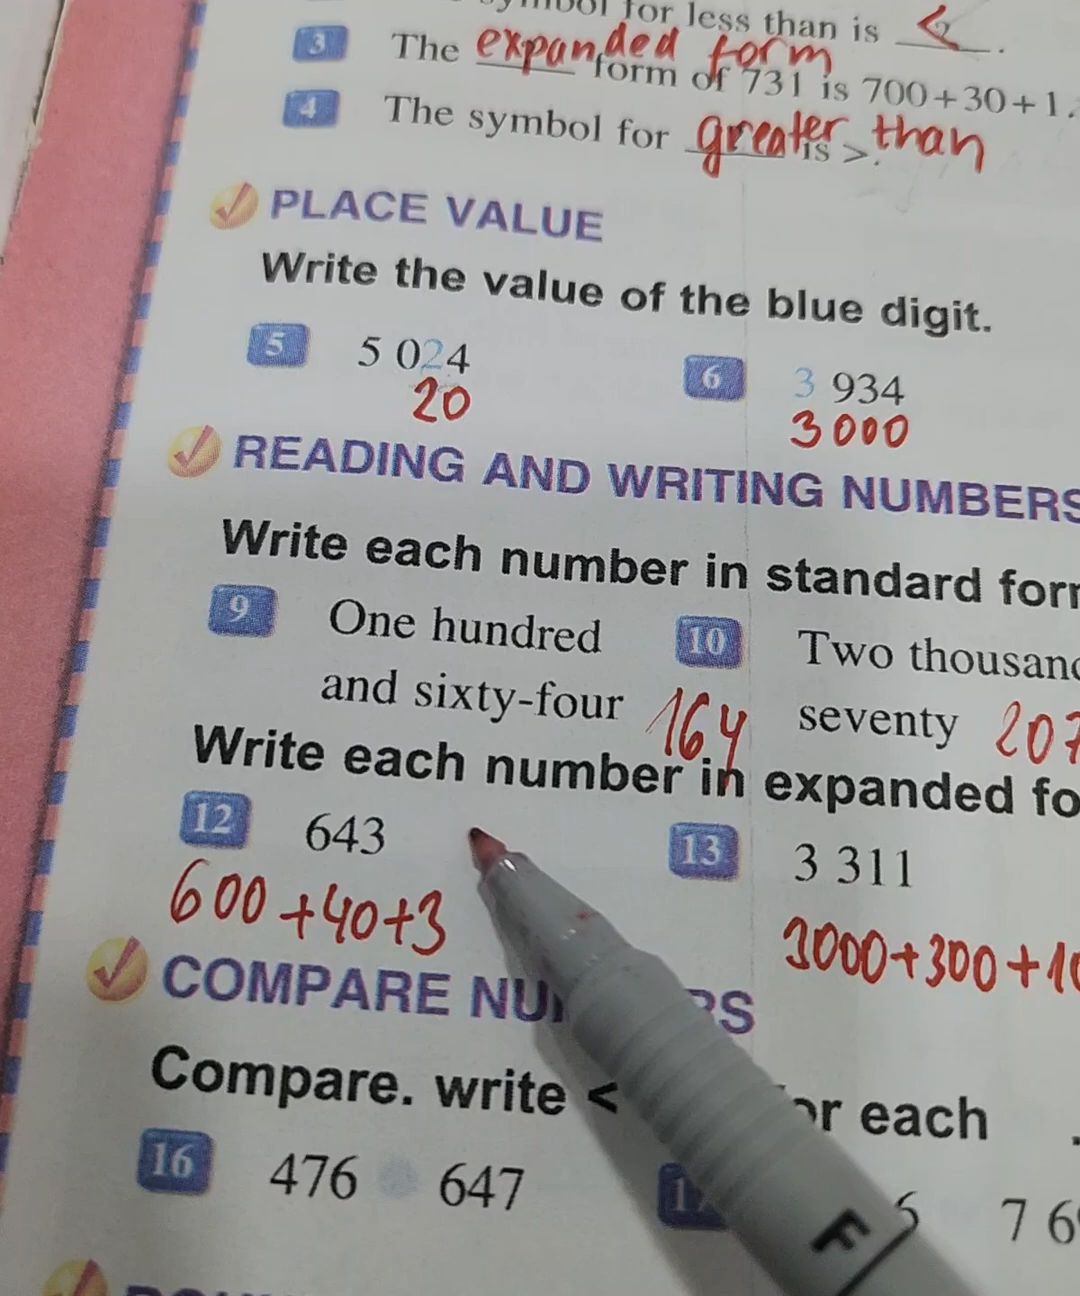 for less than is <.
3 The expanded form form of 731 is 700+30+1.
4 The symbol for greater than is >.
PLACE VALUE
Write the value of the blue digit.
5 5 024 6 3 934
20 3000
READING AND WRITING NUMBERS
Write each number in standard
9 One hundred 10 Two
and sixty-four 164 seventy
Write each number in expanded
12 643 13 3 311
600+40+3 3000+300+
COMPARE
Compare. write < or each
16 476 647
F